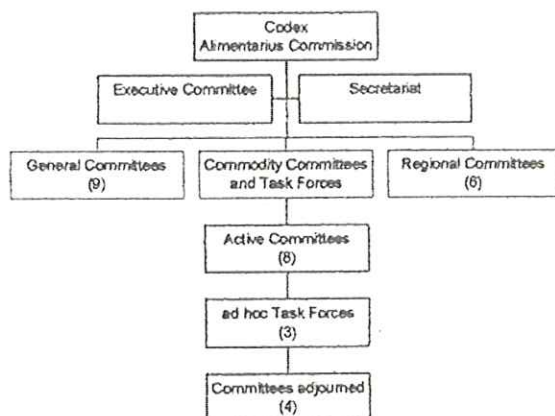 Codex
Alimentarius Commission
Executive Committee
Secretariat
General Committees
(9)
Commodity Committees
and Task Forces
Regional Committees
(6)
Active Committees
(8)
ad hoc Task Forces
(3)
Committees adjourned
(4)